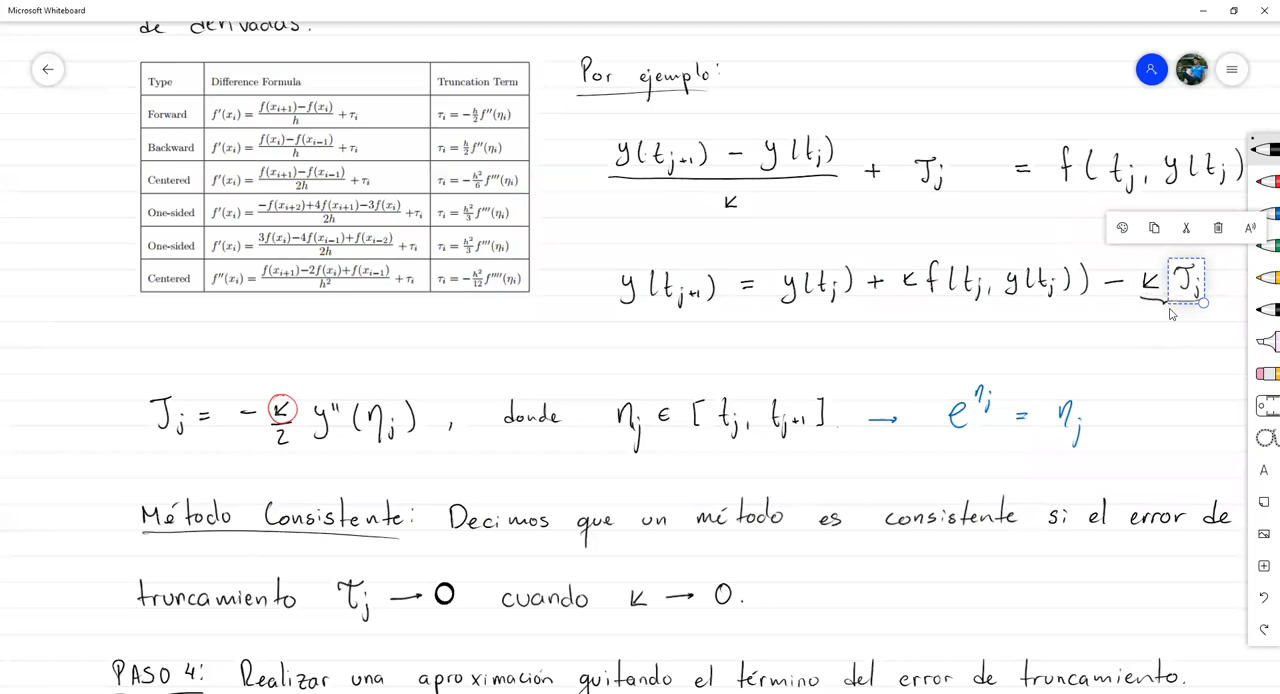 Microsoft Whiteboard
de derivadas.
Type Difference Formula Truncation Term
Forward f'(x_i) = (f(x_{i+1})−f(x_i))/h + τ_i τ_i = −h/2 f''(η_i)
Backward f'(x_i) = (f(x_i)−f(x_{i−1}))/h + τ_i τ_i = h/2 f''(η_i)
Centered f'(x_i) = (f(x_{i+1})−f(x_{i−1}))/2h + τ_i τ_i = −h²/6 f'''(η_i)
One-sided f'(x_i) = (−f(x_{i+2})+4f(x_{i+1})−3f(x_i))/2h + τ_i τ_i = h²/3 f'''(η_i)
One-sided f'(x_i) = (3f(x_i)−4f(x_{i−1})+f(x_{i−2}))/2h + τ_i τ_i = h²/3 f'''(η_i)
Centered f''(x_i) = (f(x_{i+1})−2f(x_i)+f(x_{i−1}))/h² + τ_i τ_i = −h²/12 f''''(η_i)
Por ejemplo:
(y(t_{j+1}) − y(t_j))/κ + τ_j = f(t_j, y(t_j)
y(t_{j+1}) = y(t_j) + κ f(t_j, y(t_j)) − κ τ_j
τ_j = − κ/2 y''(η_j), donde η_j ∈ [t_j, t_{j+1}]. → e^{η_j} = η_j
Método Consistente: Decimos que un método es consistente si el error de
truncamiento τ_j → 0 cuando κ → 0.
PASO 4: Realizar una aproximación quitando el término del error de truncamiento.